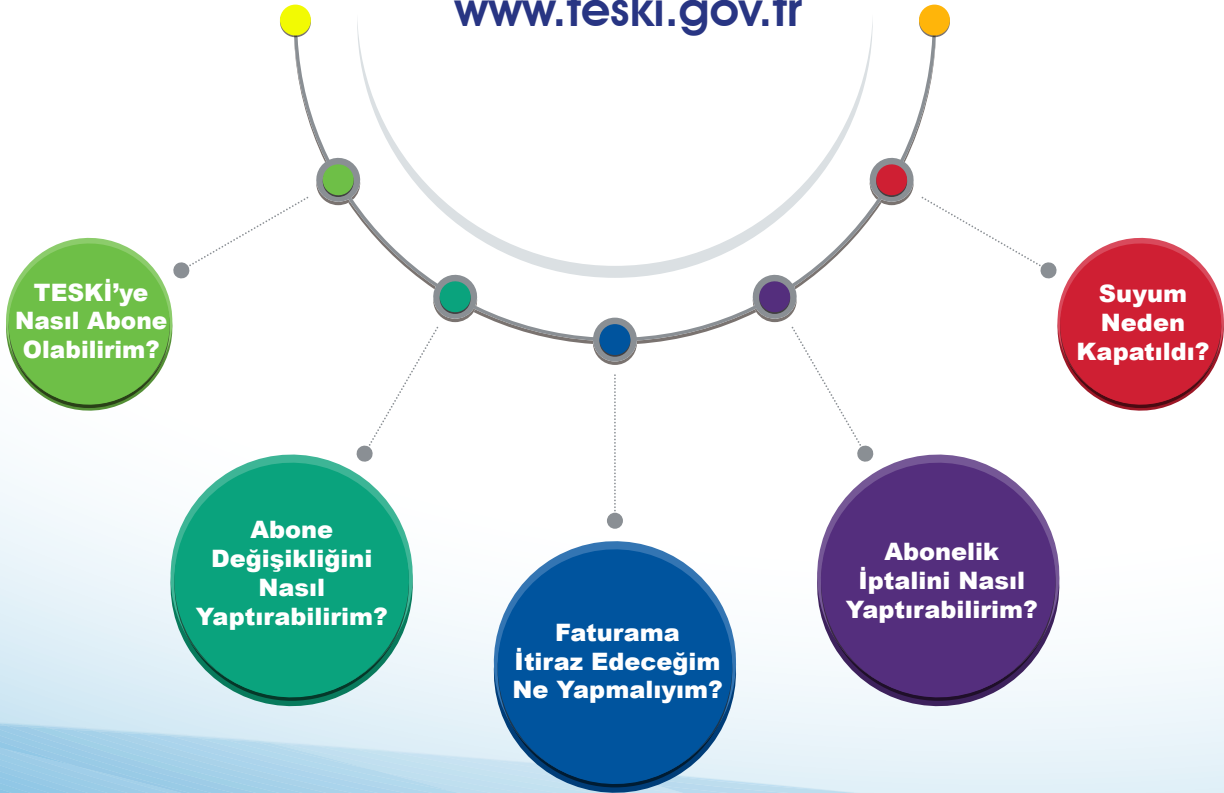 www.teski.gov.tr
TESKİ’ye
Nasıl Abone
Olabilirim?
Abone
Değişikliğini
Nasıl
Yaptırabilirim?
Faturama
İtiraz Edeceğim
Ne Yapmalıyım?
Abonelik
İptalini Nasıl
Yaptırabilirim?
Suyum
Neden
Kapatıldı?